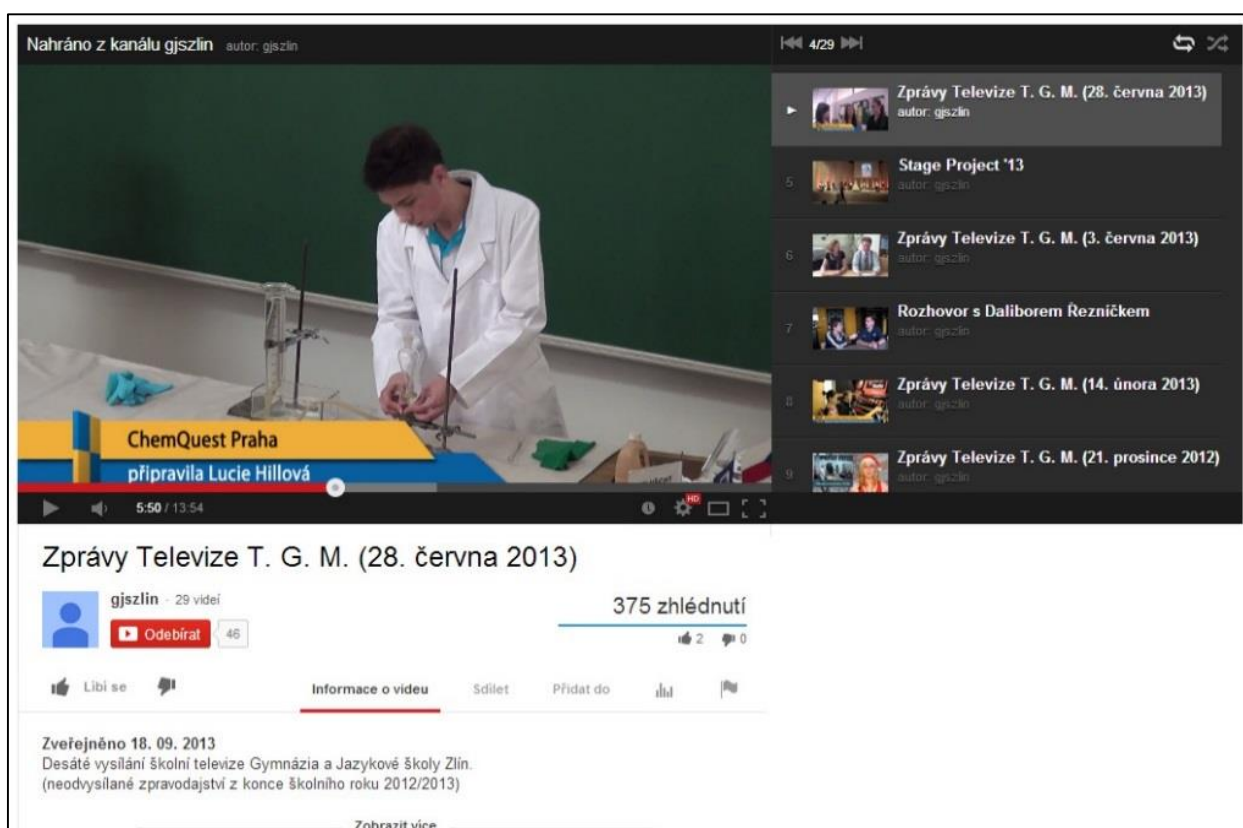 Nahráno z kanálu gjszlin autor: gjszlin
ChemQuest Praha
připravila Lucie Hillová
HD
5:50 / 13:54
4/29
Zprávy Televize T. G. M. (28. června 2013)
autor: gjszlin
5
Stage Project '13
autor: gjszlin
6
Zprávy Televize T. G. M. (3. června 2013)
autor: gjszlin
7
Rozhovor s Daliborem Řezníčkem
autor: gjszlin
8
Zprávy Televize T. G. M. (14. února 2013)
autor: gjszlin
9
Zprávy Televize T. G. M. (21. prosince 2012)
autor: gjszlin
Zprávy Televize T. G. M. (28. června 2013)
gjszlin · 29 videí
Odebírat 46
375 zhlédnutí
2 0
Líbí se
Informace o videu Sdílet Přidat do
Zveřejněno 18. 09. 2013
Desáté vysílání školní televize Gymnázia a Jazykové školy Zlín.
(neodvysílané zpravodajství z konce školního roku 2012/2013)
Zobrazit více